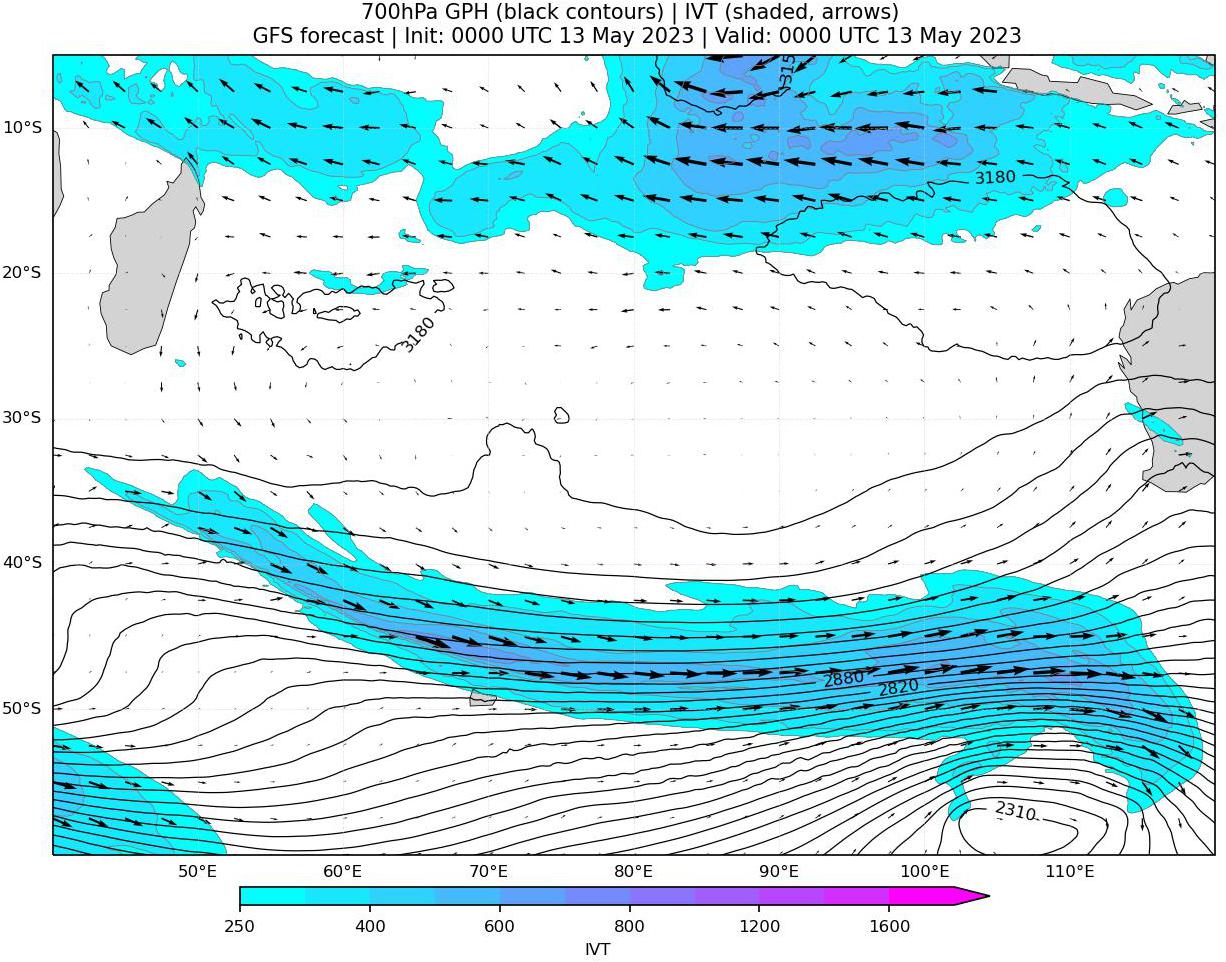 700hPa GPH (black contours) | IVT (shaded, arrows)
GFS forecast | Init: 0000 UTC 13 May 2023 | Valid: 0000 UTC 13 May 2023
10°S
20°S
30°S
40°S
50°S
315
3180
3180
2880
2820
2310
50°E 60°E 70°E 80°E 90°E 100°E 110°E
250 400 600 800 1200 1600
IVT